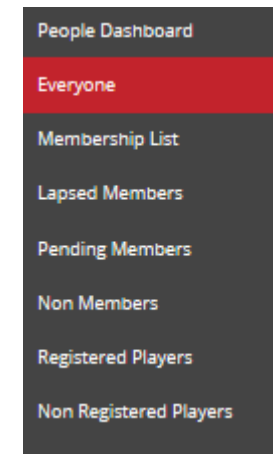 People Dashboard
Everyone
Membership List
Lapsed Members
Pending Members
Non Members
Registered Players
Non Registered Players